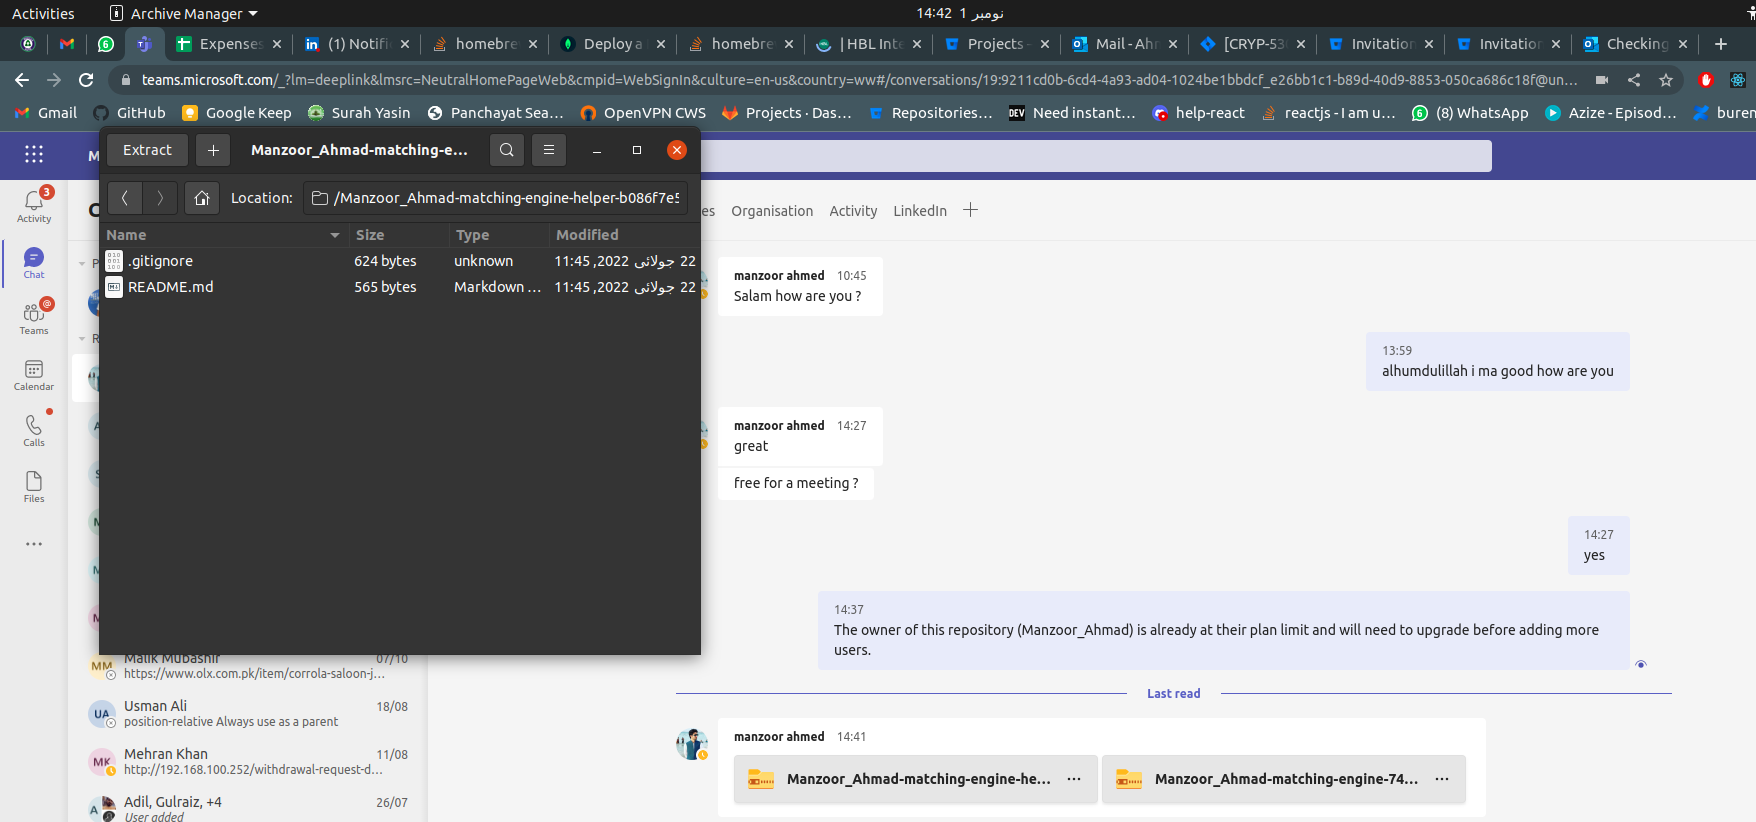 Activities
Archive Manager
14:42 1 نومبر
6
Expenses
(1) Notifi
homebre
Deploy a
homebre
| HBL Inte
Projects -
Mail - Ahr
[CRYP-53
Invitation
Invitation
Checking
teams.microsoft.com/_?lm=deeplink&lmsrc=NeutralHomePageWeb&cmpid=WebSignIn&culture=en-us&country=ww#/conversations/19:9211cd0b-6cd4-4a93-ad04-1024be1bbdcf_e26bb1c1-b89d-40d9-8853-050ca686c18f@un...
Gmail
GitHub
Google Keep
Surah Yasin
Panchayat Sea...
OpenVPN CWS
Projects · Das...
Repositories...
DEV
Need instant...
help-react
reactjs - I am u...
(8) WhatsApp
Azize - Episod...
buren
M
Extract
Manzoor_Ahmad-matching-e...
Location:
/Manzoor_Ahmad-matching-engine-helper-b086f7e5
Name
Size
Type
Modified
.gitignore
624 bytes
unknown
22 جولائی 2022, 11:45
README.md
565 bytes
Markdown ...
22 جولائی 2022, 11:45
3
Activity
Chat
@
Teams
Calendar
Calls
Files
es
Organisation
Activity
LinkedIn
manzoor ahmed 10:45
Salam how are you ?
13:59
alhumdulillah i ma good how are you
manzoor ahmed 14:27
great
free for a meeting ?
14:27
yes
14:37
The owner of this repository (Manzoor_Ahmad) is already at their plan limit and will need to upgrade before adding more
users.
Last read
manzoor ahmed 14:41
Manzoor_Ahmad-matching-engine-he...
Manzoor_Ahmad-matching-engine-74...
MM
Malik Mubashir
07/10
https://www.olx.com.pk/item/corrola-saloon-j...
UA
Usman Ali
18/08
position-relative Always use as a parent
MK
Mehran Khan
11/08
http://192.168.100.252/withdrawal-request-d...
A
Adil, Gulraiz, +4
26/07
User added